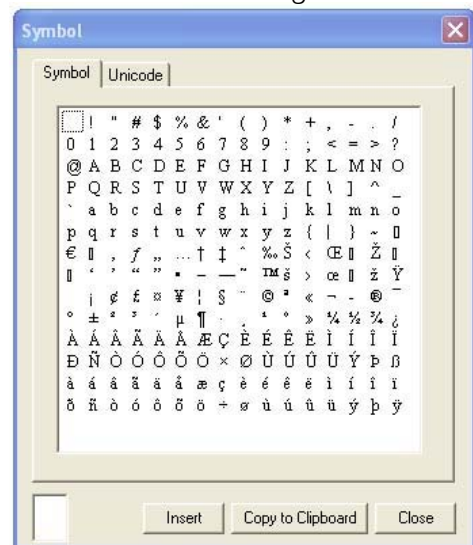 Symbol
Symbol Unicode
! " # $ % & ' ( ) * + , - . /
0 1 2 3 4 5 6 7 8 9 : ; < = > ?
@ A B C D E F G H I J K L M N O
P Q R S T U V W X Y Z [ \ ] ^ _
` a b c d e f g h i j k l m n o
p q r s t u v w x y z { | } ~ ▯
€ ▯ ‚ ƒ „ … † ‡ ˆ ‰ Š ‹ Œ ▯ Ž ▯
▯ ‘ ’ “ ” • – — ˜ ™ š › œ ▯ ž Ÿ
¡ ¢ £ ¤ ¥ ¦ § ¨ © ª « ¬ - ® ¯
° ± ² ³ ´ µ ¶ · ¸ ¹ º » ¼ ½ ¾ ¿
À Á Â Ã Ä Å Æ Ç È É Ê Ë Ì Í Î Ï
Ð Ñ Ò Ó Ô Õ Ö × Ø Ù Ú Û Ü Ý Þ ß
à á â ã ä å æ ç è é ê ë ì í î ï
ð ñ ò ó ô õ ö ÷ ø ù ú û ü ý þ ÿ
Insert Copy to Clipboard Close